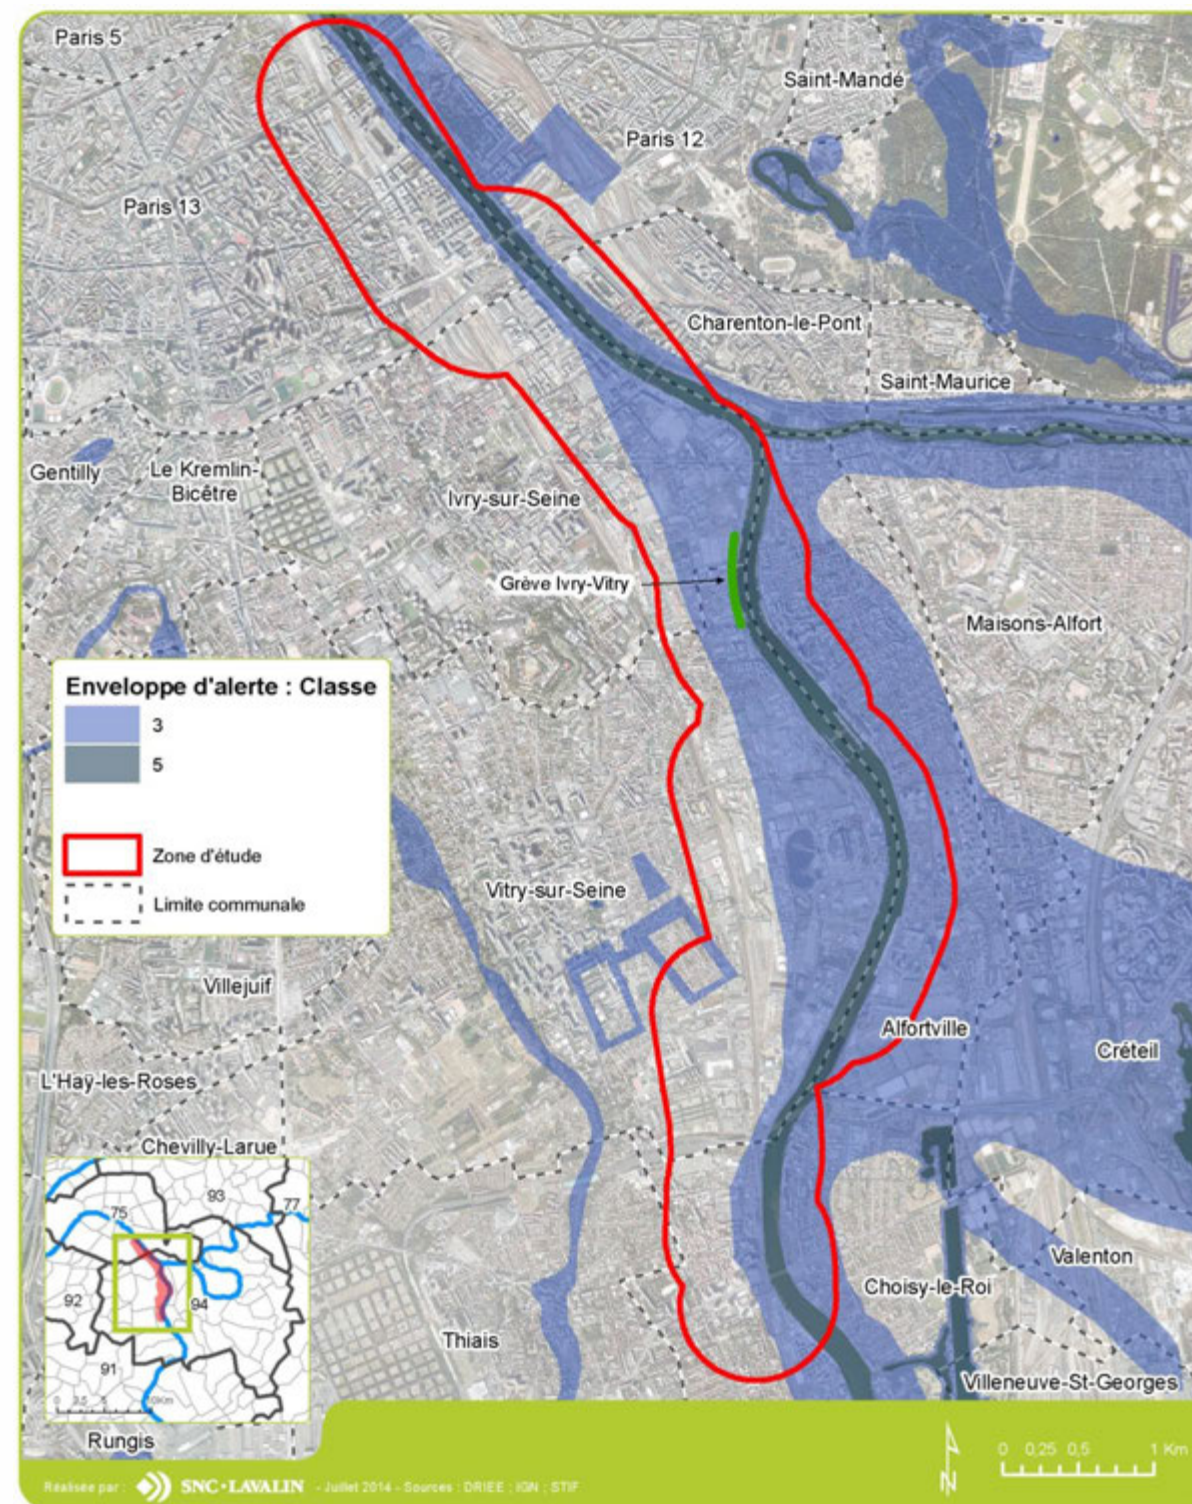 Paris 5
Saint-Mandé
Paris 12
Paris 13
Charenton-le-Pont
Saint-Maurice
Gentilly
Le Kremlin-
Bicêtre
Ivry-sur-Seine
Grève Ivry-Vitry
Maisons-Alfort
Enveloppe d'alerte : Classe
3
5
Zone d'étude
Limite communale
Vitry-sur-Seine
Villejuif
Alfortville
Créteil
L'Haÿ-les-Roses
Chevilly-Larue
93
77
75
92
94
91
Valenton
Choisy-le-Roi
Thiais
Villeneuve-St-Georges
Rungis
N
0 0,25 0,5 1 Km
Réalisée par : SNC•LAVALIN - Juillet 2014 - Sources : DRIEE ; IGN ; STIF